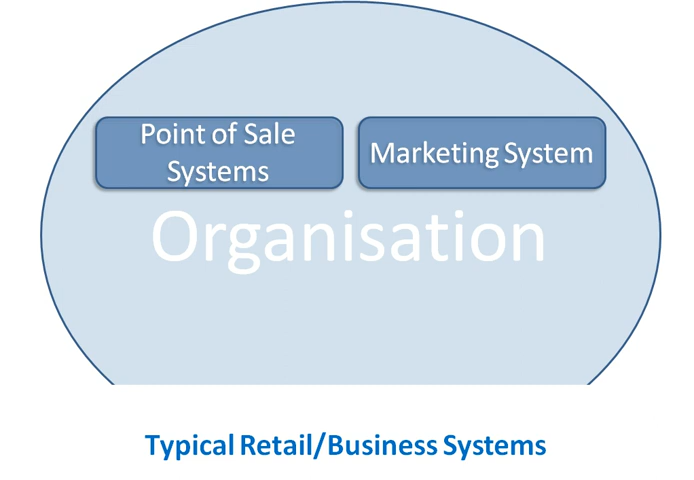 Point of Sale
Systems
Marketing System
Organisation
Typical Retail/Business Systems